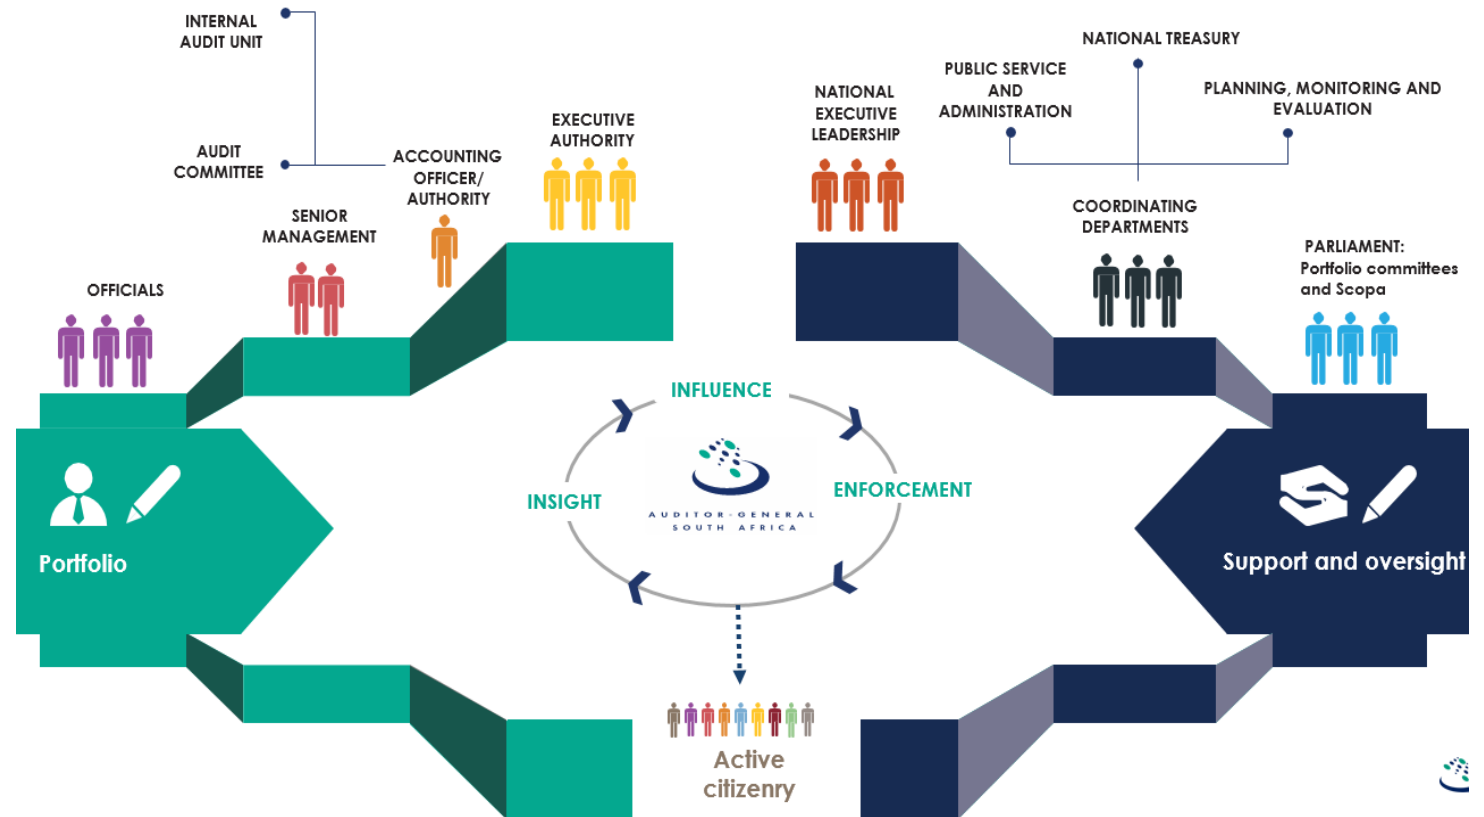 INTERNAL
AUDIT UNIT
AUDIT
COMMITTEE
ACCOUNTING
OFFICER/
AUTHORITY
EXECUTIVE
AUTHORITY
SENIOR
MANAGEMENT
OFFICIALS
NATIONAL
EXECUTIVE
LEADERSHIP
PUBLIC SERVICE
AND
ADMINISTRATION
NATIONAL TREASURY
PLANNING, MONITORING AND
EVALUATION
COORDINATING
DEPARTMENTS
PARLIAMENT:
Portfolio committees
and Scopa
Portfolio
INFLUENCE
INSIGHT
ENFORCEMENT
AUDITOR-GENERAL
SOUTH AFRICA
Support and oversight
Active
citizenry